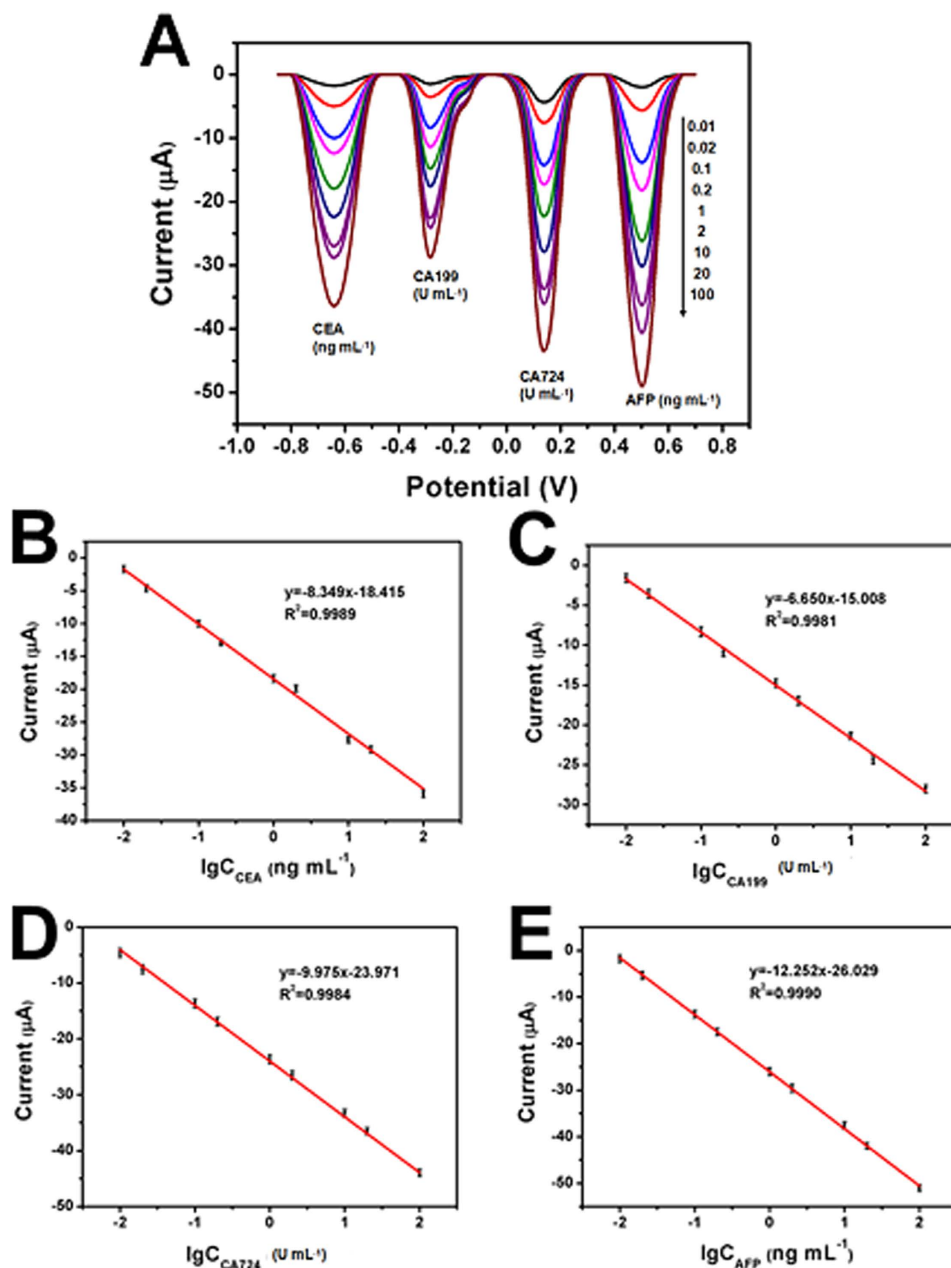 A
0
-10
-20
-30
-40
-50
Current (μA)
0.01
0.02
0.1
0.2
1
2
10
20
100
CEA
(ng mL⁻¹)
CA199
(U mL⁻¹)
CA724
(U mL⁻¹)
AFP (ng mL⁻¹)
-1.0 -0.8 -0.6 -0.4 -0.2 0.0 0.2 0.4 0.6 0.8
Potential (V)
B
0
-5
-10
-15
-20
-25
-30
-35
-40
Current (μA)
y=-8.349x-18.415
R²=0.9989
-2 -1 0 1 2
lgC_CEA (ng mL⁻¹)
C
0
-5
-10
-15
-20
-25
-30
Current (μA)
y=-6.650x-15.008
R²=0.9981
-2 -1 0 1 2
lgC_CA199 (U mL⁻¹)
D
0
-10
-20
-30
-40
-50
Current (μA)
y=-9.975x-23.971
R²=0.9984
-2 -1 0 1 2
lgC_CA724 (U mL⁻¹)
E
0
-10
-20
-30
-40
-50
Current (μA)
y=-12.252x-26.029
R²=0.9990
-2 -1 0 1 2
lgC_AFP (ng mL⁻¹)